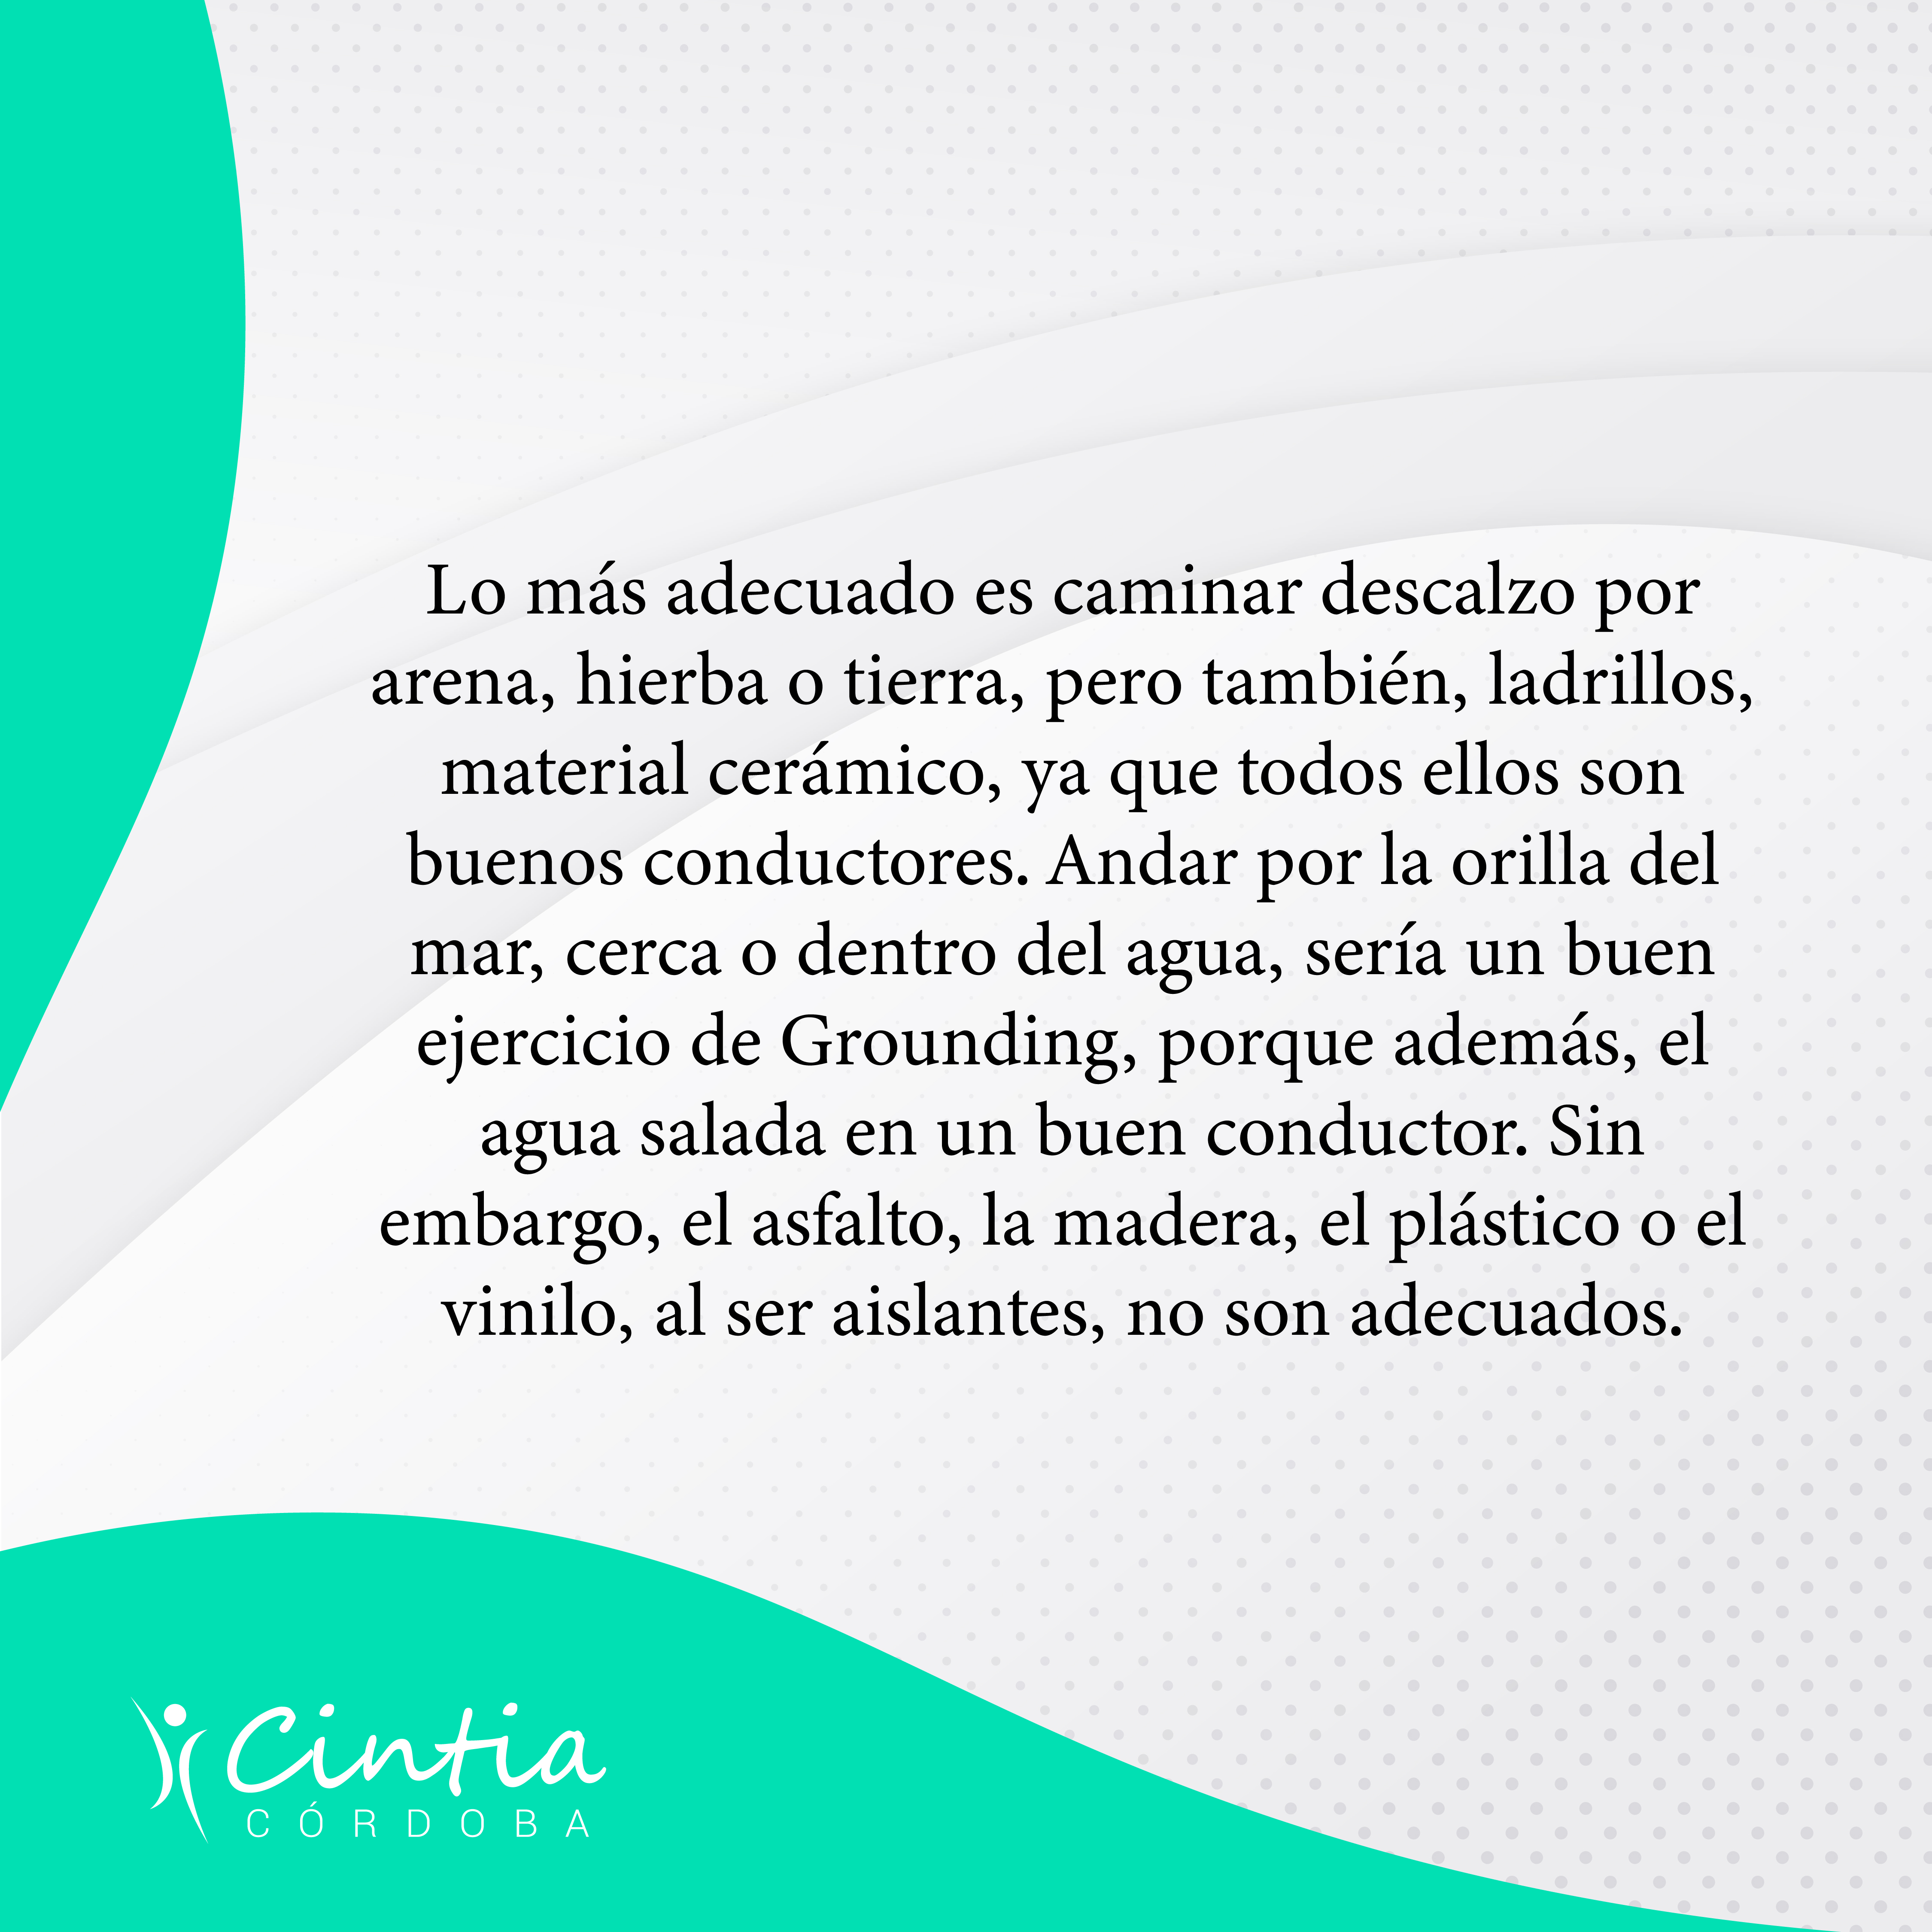 Lo más adecuado es caminar descalzo por
arena, hierba o tierra, pero también, ladrillos,
material cerámico, ya que todos ellos son
buenos conductores. Andar por la orilla del
mar, cerca o dentro del agua, sería un buen
ejercicio de Grounding, porque además, el
agua salada en un buen conductor. Sin
embargo, el asfalto, la madera, el plástico o el
vinilo, al ser aislantes, no son adecuados.
Cintia
CÓRDOBA